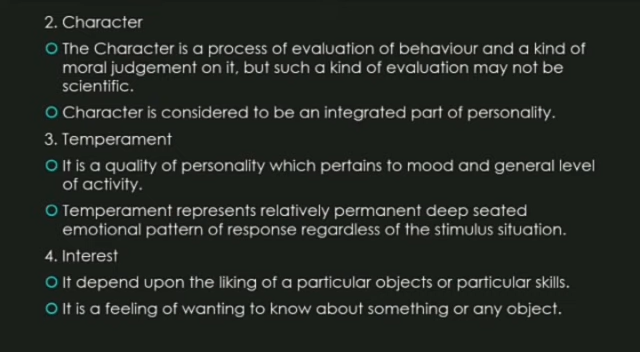 2. Character
The Character is a process of evaluation of behaviour and a kind of
moral judgement on it, but such a kind of evaluation may not be
scientific.
Character is considered to be an integrated part of personality.
3. Temperament
It is a quality of personality which pertains to mood and general level
of activity.
Temperament represents relatively permanent deep seated
emotional pattern of response regardless of the stimulus situation.
4. Interest
It depend upon the liking of a particular objects or particular skills.
It is a feeling of wanting to know about something or any object.